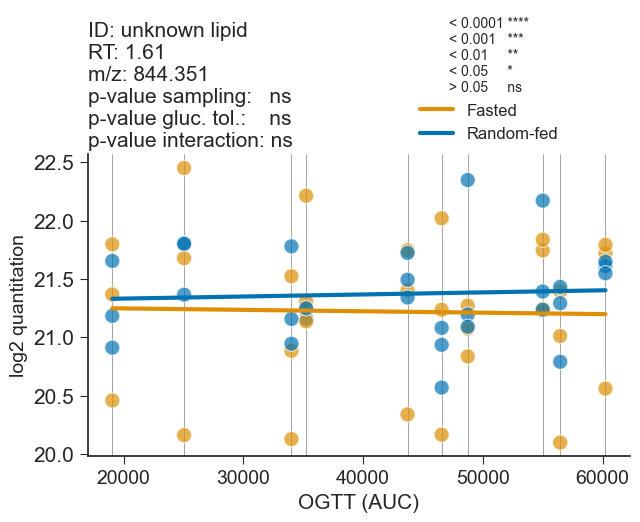 ID: unknown lipid
RT: 1.61
m/z: 844.351
p-value sampling: ns
p-value gluc. tol.: ns
p-value interaction: ns
< 0.0001 ****
< 0.001 ***
< 0.01 **
< 0.05 *
> 0.05 ns
Fasted
Random-fed
22.5
22.0
21.5
21.0
20.5
20.0
log2 quantitation
20000 30000 40000 50000 60000
OGTT (AUC)